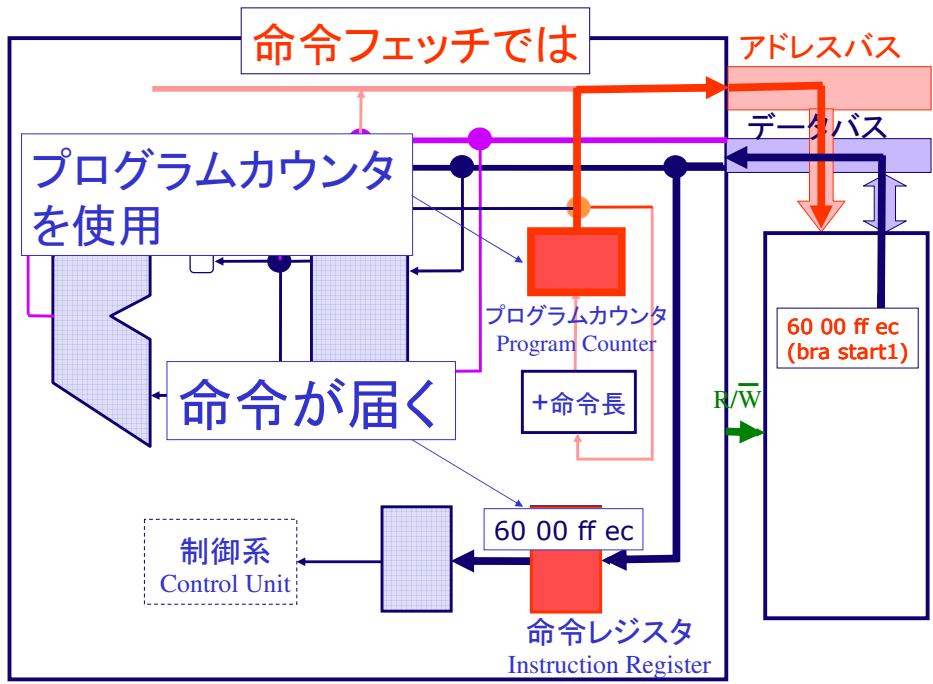 命令フェッチでは
アドレスバス
データバス
プログラムカウンタ
を使用
プログラムカウンタ
Program Counter
60 00 ff ec
(bra start1)
命令が届く
+命令長
R/W̅
60 00 ff ec
制御系
Control Unit
命令レジスタ
Instruction Register